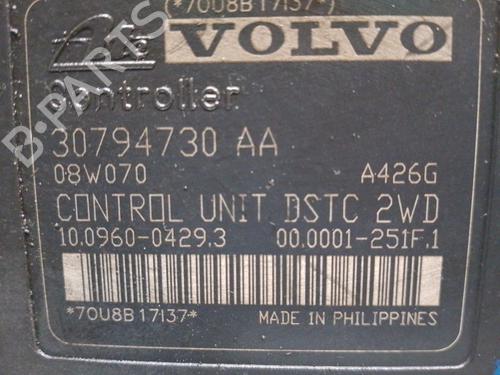 (*70U8B17137*)
Ate VOLVO
B-PARTS
Controller
30794730 AA
08W070 A426G
CONTROL UNIT DSTC 2WD
10.0960-0429.3 00.0001-251F.1
*70U8B17137* MADE IN PHILIPPINES